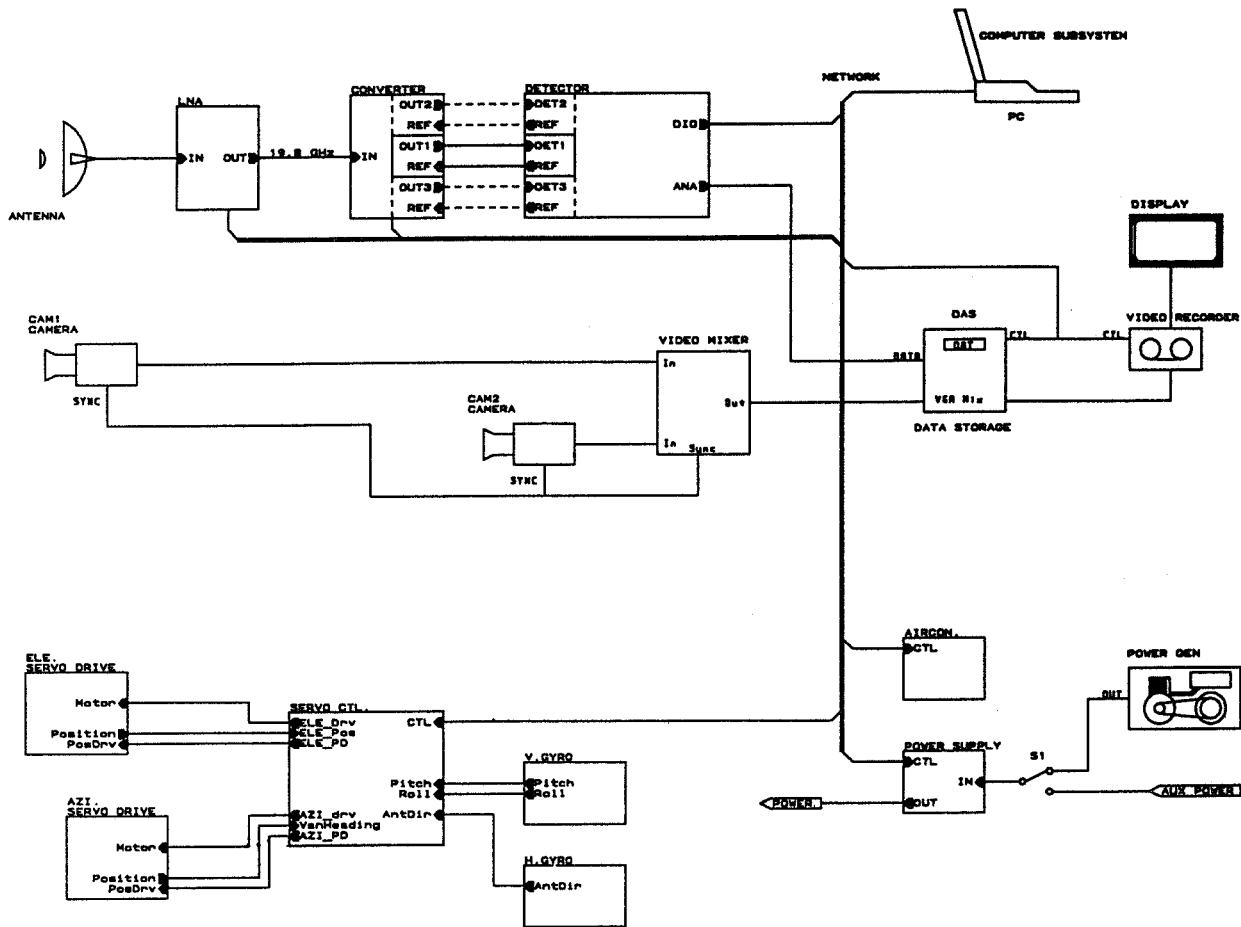 COMPUTER SUBSYSTEM
NETWORK
PC
LNA
IN
OUT
19.8 GHz
CONVERTER
IN
OUT2
REF
OUT1
REF
OUT3
REF
DETECTOR
DET2
REF
DET1
REF
DET3
REF
DIO
ANA
ANTENNA
DISPLAY
CAM1
CAMERA
SYNC
CAM2
CAMERA
SYNC
VIDEO MIXER
In
Out
In
Sync
DAS
DAT
DATA
CTL
VGA Mix
DATA STORAGE
VIDEO RECORDER
CTL
AIRCON.
CTL
POWER GEN
OUT
ELE.
SERVO DRIVE
Motor
Position
PosDrv
SERVO CTL.
ELE_Drv
ELE_Pos
ELE_PD
CTL
Pitch
Roll
AZI_drv
VanHeading
AZI_PD
AntDir
V.GYRO
Pitch
Roll
H.GYRO
AntDir
AZI.
SERVO DRIVE
Motor
Position
PosDrv
POWER SUPPLY
CTL
IN
OUT
S1
POWER
AUX POWER